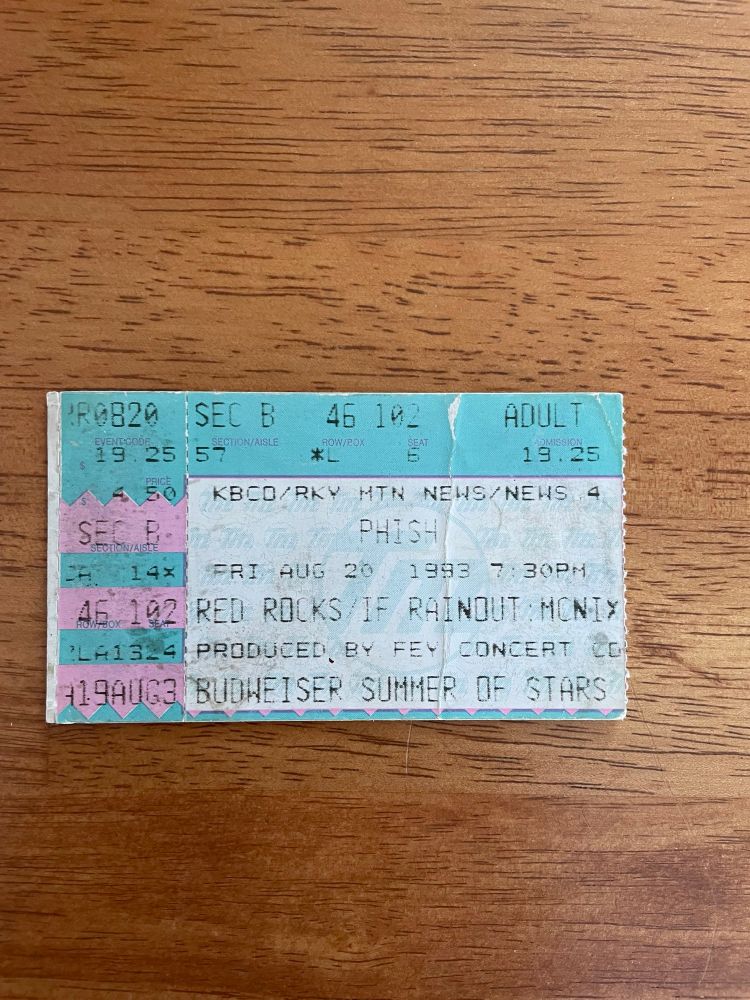 RR0820 SEC B 46 102 ADULT
EVENT CODE SECTION/AISLE ROW/BOX SEAT ADMISSION
$ 19.25 57 *L 6 19.25
PRICE
$ 4.50 KBCO/RKY MTN NEWS/NEWS 4
SEC B PHISH
SECTION/AISLE
CA 14X FRI AUG 20 1993 7:30PM
46 102 RED ROCKS/IF RAINOUT:MCNIX
ROW/BOX SEAT
LA1324 PRODUCED BY FEY CONCERT CO
A19AUG3 BUDWEISER SUMMER OF STARS